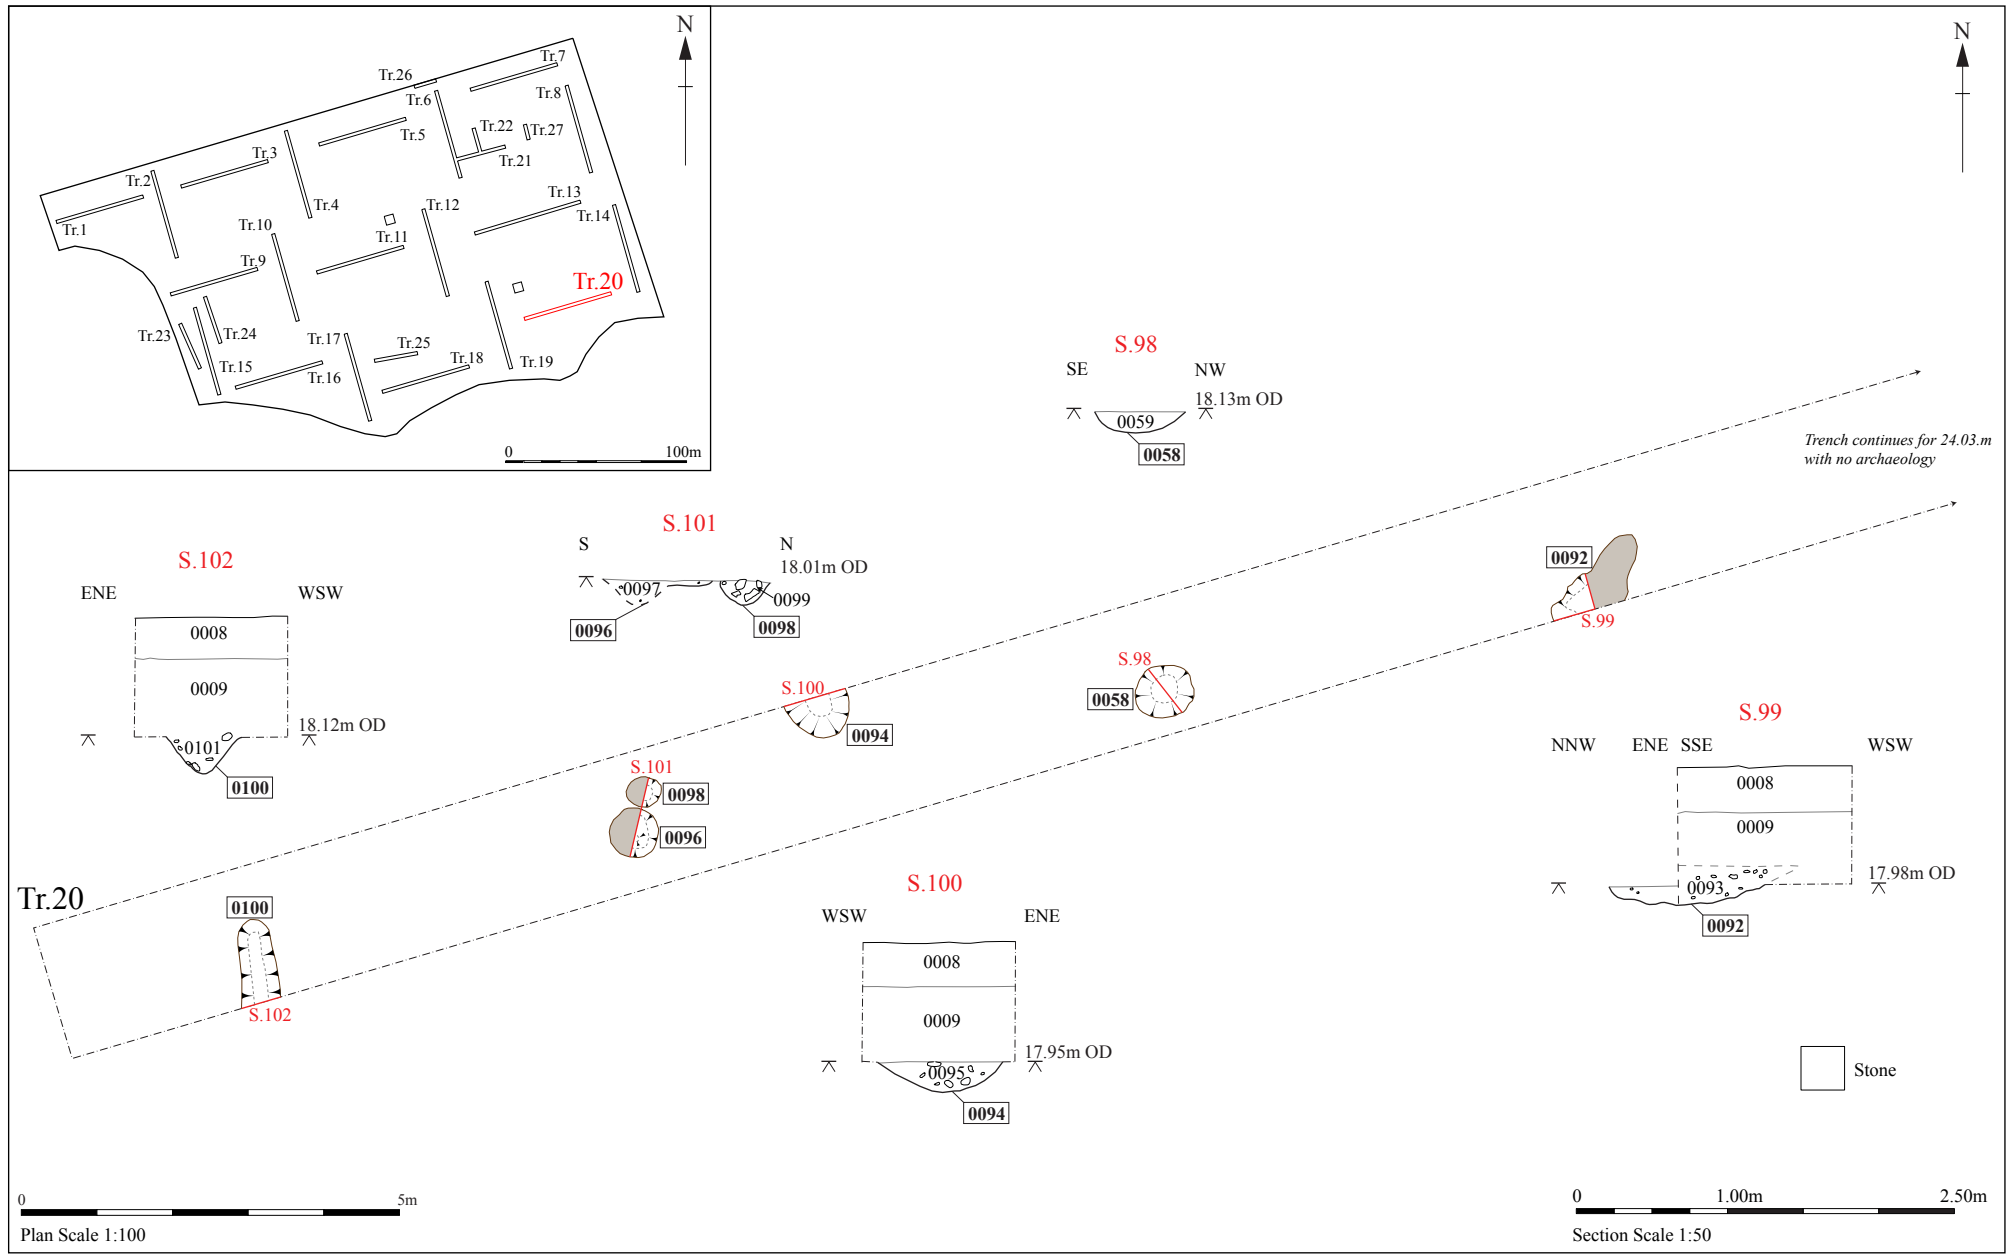 N
Tr.7
Tr.26
Tr.6
Tr.8
Tr.5
Tr.22
Tr.27
Tr.21
Tr.3
Tr.2
Tr.4
Tr.1
Tr.13
Tr.12
Tr.14
Tr.10
Tr.11
Tr.9
Tr.20
Tr.23
Tr.24
Tr.17
Tr.25
Tr.15
Tr.16
Tr.18
Tr.19
0 100m
N
S.98
SE NW
18.13m OD
0059
0058
Trench continues for 24.03.m
with no archaeology
S.101
S N
18.01m OD
0097
0099
0096
0098
S.102
ENE WSW
0008
0009
18.12m OD
0101
0100
0092
S.99
S.98
0058
S.100
0094
S.101
0098
0096
Tr.20
0100
S.102
S.99
NNW ENE SSE WSW
0008
0009
17.98m OD
0093
0092
S.100
WSW ENE
0008
0009
17.95m OD
0095
0094
Stone
0 5m
Plan Scale 1:100
0 1.00m 2.50m
Section Scale 1:50